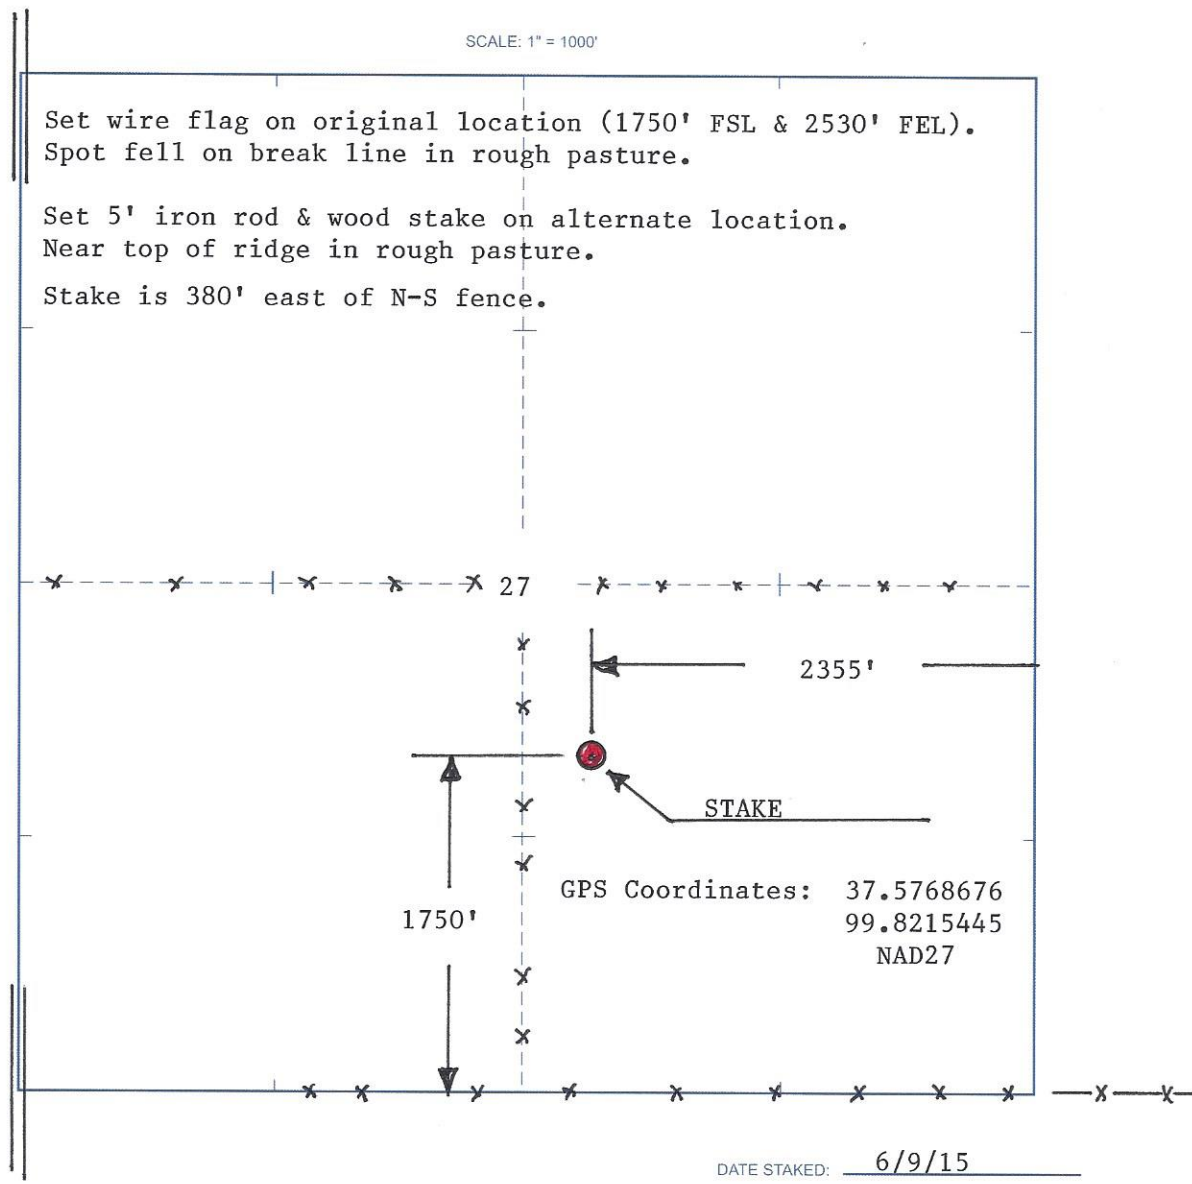 SCALE: 1" = 1000'
Set wire flag on original location (1750' FSL & 2530' FEL).
Spot fell on break line in rough pasture.
Set 5' iron rod & wood stake on alternate location.
Near top of ridge in rough pasture.
Stake is 380' east of N-S fence.
27
2355'
STAKE
GPS Coordinates: 37.5768676
99.8215445
NAD27
1750'
DATE STAKED: 6/9/15